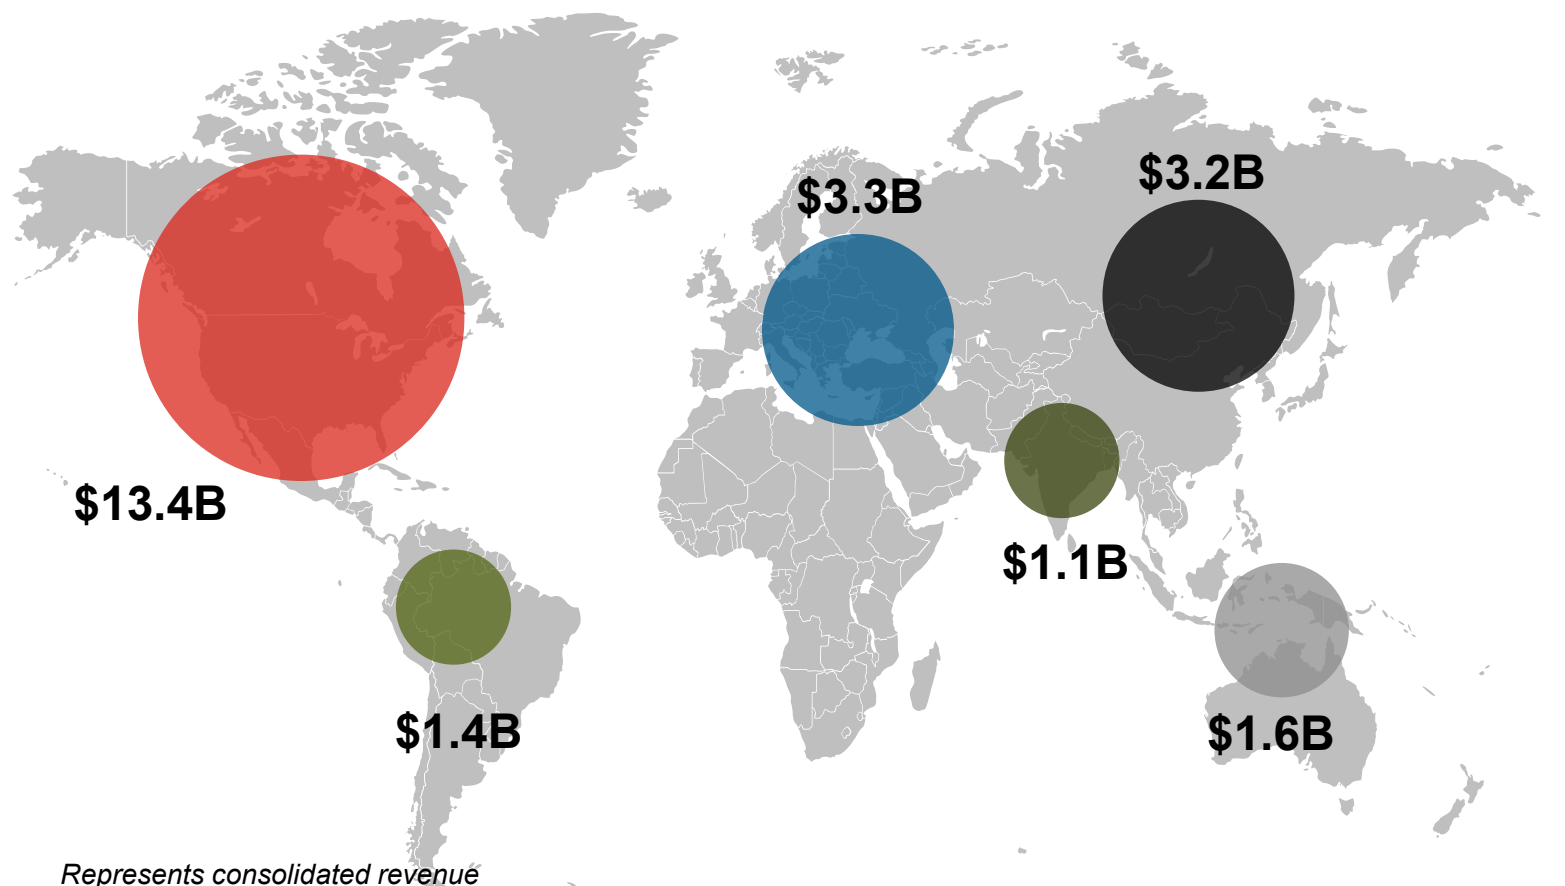 $3.2B
$3.3B
$13.4B
$1.1B
$1.4B
$1.6B
Represents consolidated revenue